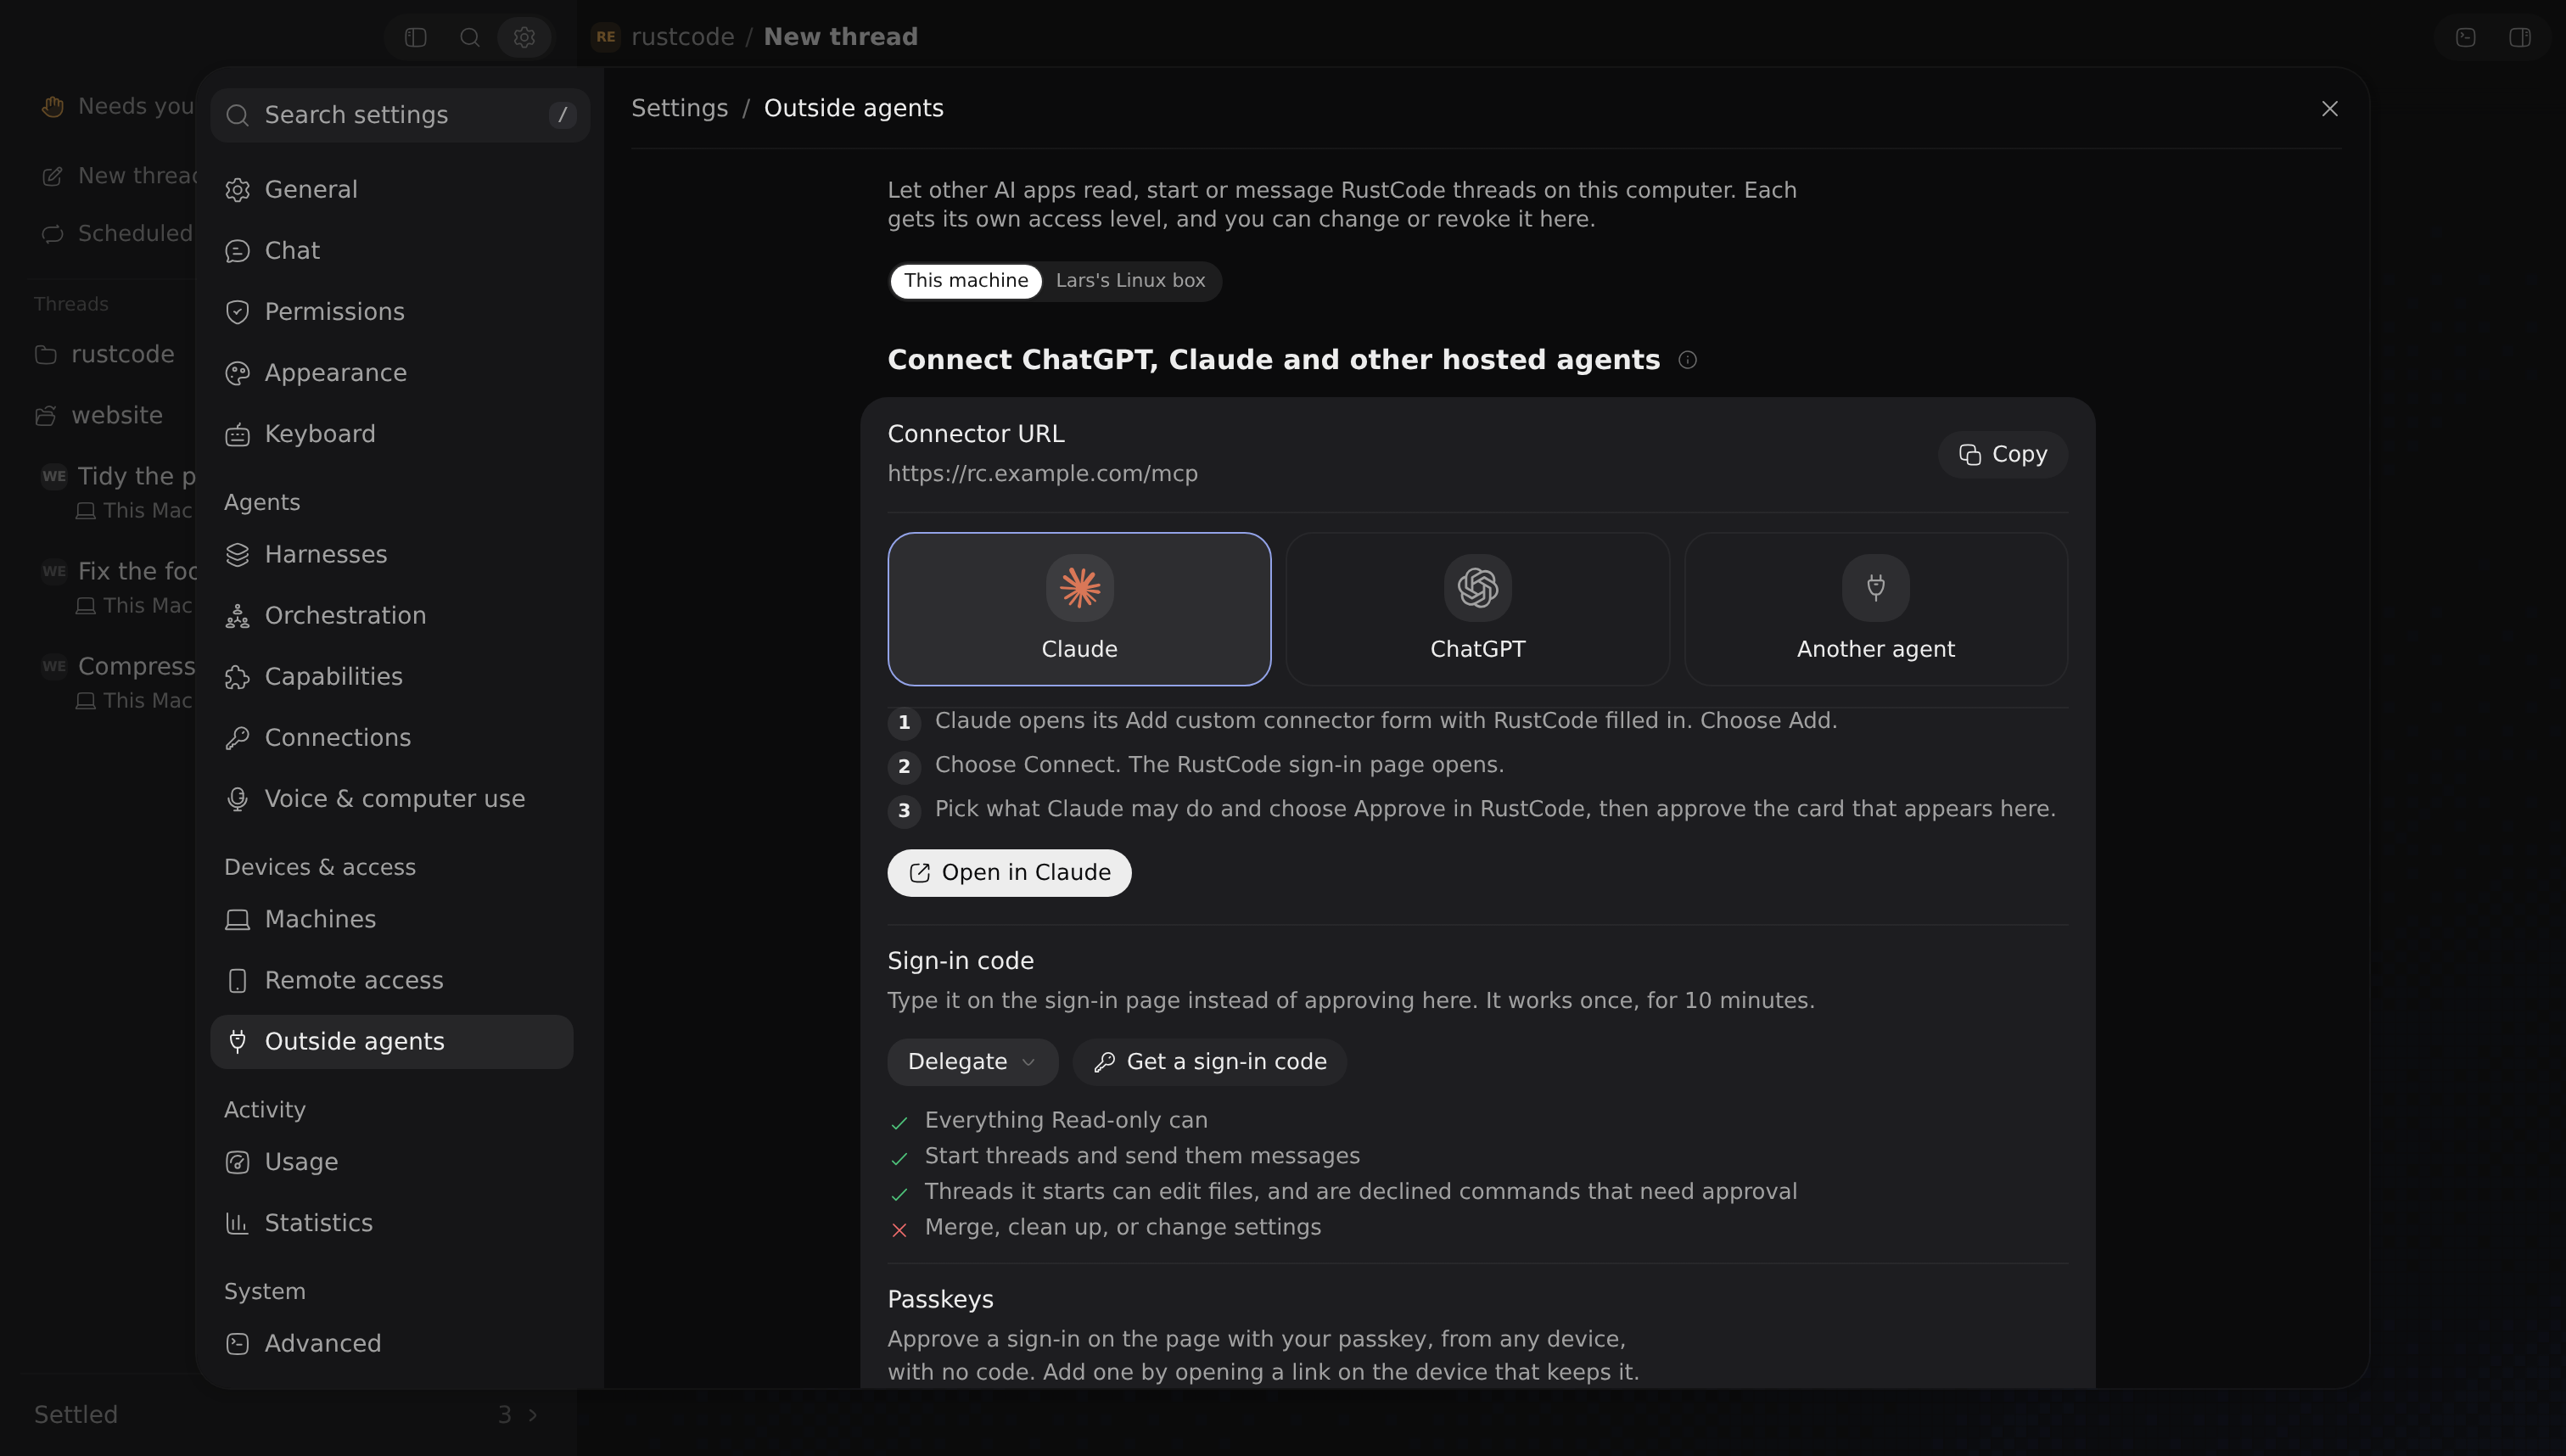 RE rustcode / New thread
Needs you
New thread
Scheduled
Threads
rustcode
website
WE Tidy the p
This Mac
WE Fix the foo
This Mac
WE Compress
This Mac
Settled 3
Search settings /
General
Chat
Permissions
Appearance
Keyboard
Agents
Harnesses
Orchestration
Capabilities
Connections
Voice & computer use
Devices & access
Machines
Remote access
Outside agents
Activity
Usage
Statistics
System
Advanced
Settings / Outside agents
Let other AI apps read, start or message RustCode threads on this computer. Each
gets its own access level, and you can change or revoke it here.
This machine Lars's Linux box
Connect ChatGPT, Claude and other hosted agents
Connector URL
https://rc.example.com/mcp
Copy
Claude
ChatGPT
Another agent
1 Claude opens its Add custom connector form with RustCode filled in. Choose Add.
2 Choose Connect. The RustCode sign-in page opens.
3 Pick what Claude may do and choose Approve in RustCode, then approve the card that appears here.
Open in Claude
Sign-in code
Type it on the sign-in page instead of approving here. It works once, for 10 minutes.
Delegate Get a sign-in code
Everything Read-only can
Start threads and send them messages
Threads it starts can edit files, and are declined commands that need approval
Merge, clean up, or change settings
Passkeys
Approve a sign-in on the page with your passkey, from any device,
with no code. Add one by opening a link on the device that keeps it.